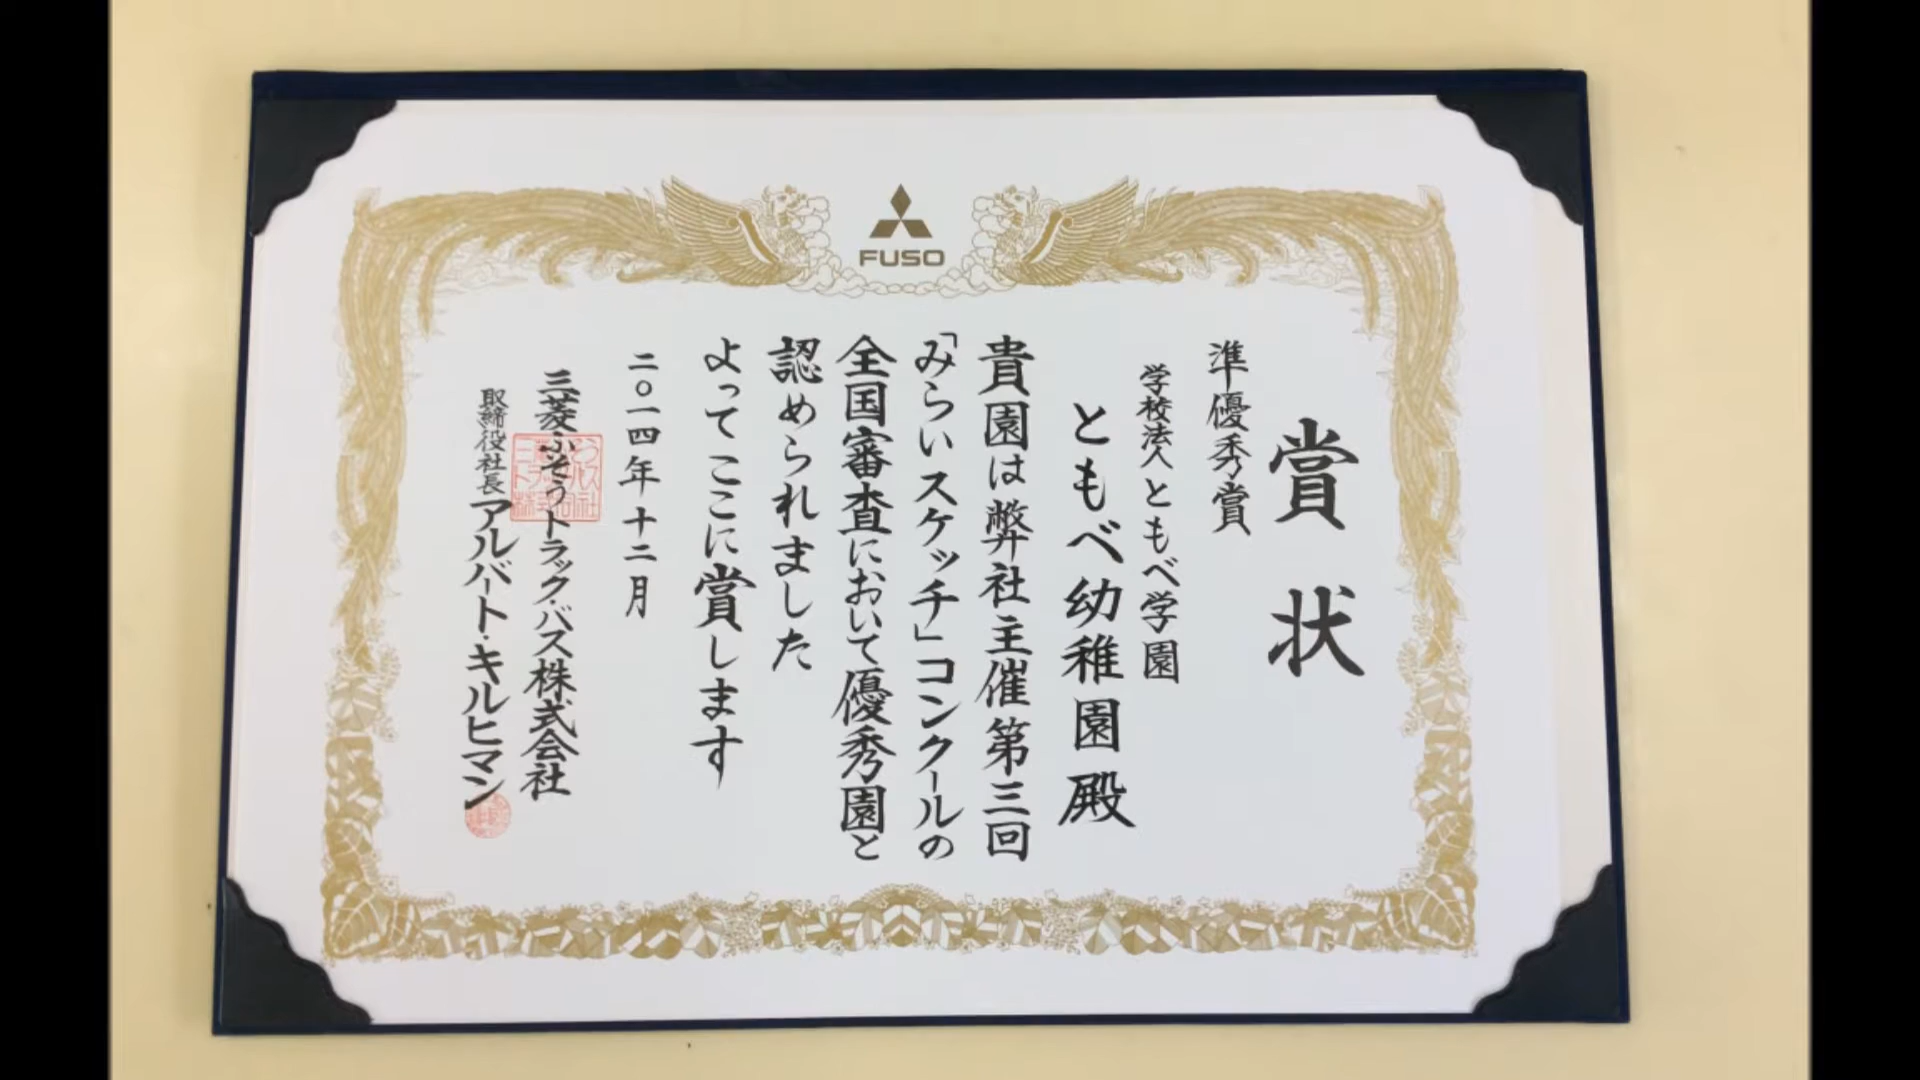 FUSO
賞状
準優秀賞
学校法人ともべ学園
ともべ幼稚園殿
貴園は弊社主催第三回
「みらいスケッチ」コンクールの
全国審査において優秀園と
認められました
よってここに賞します
二〇一四年十二月
三菱ふそうトラック・バス株式会社
取締役社長アルバート・キルヒマン